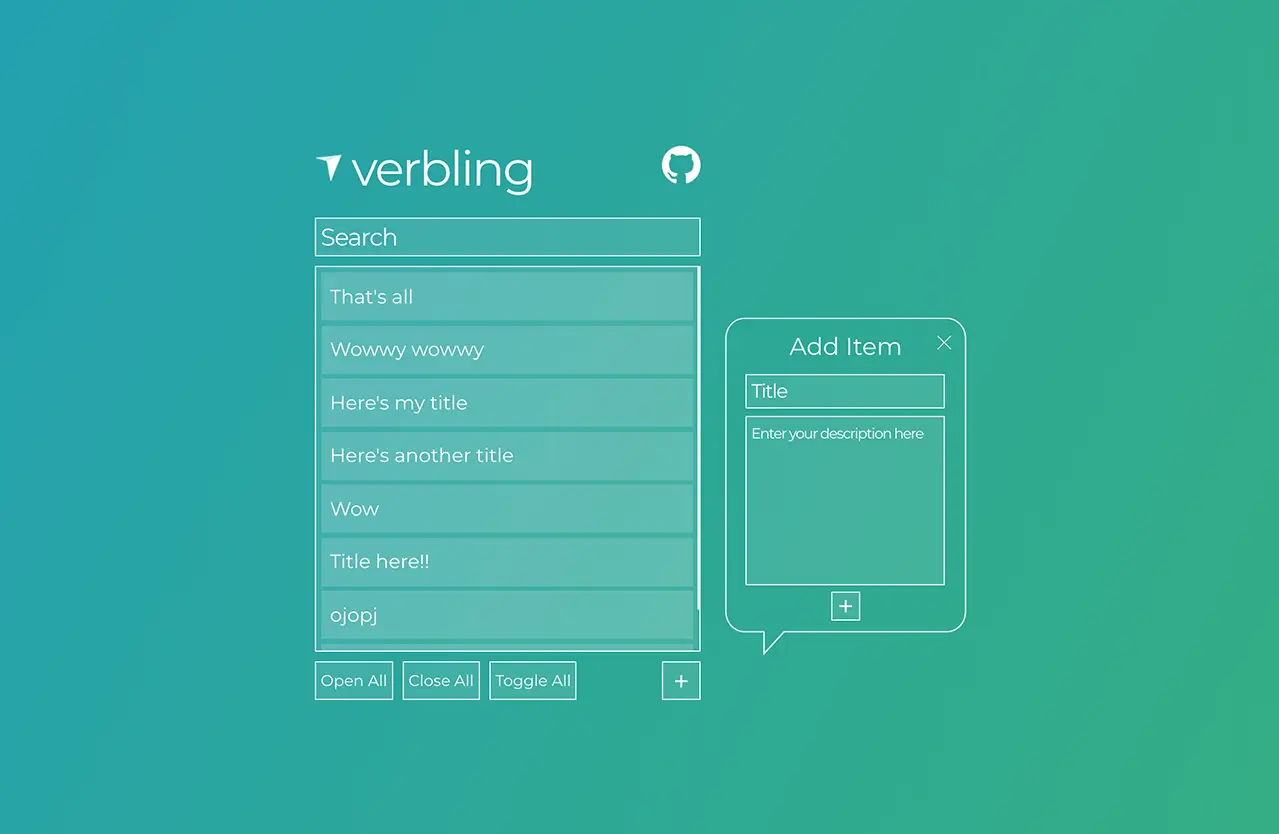 verbling
Search
That's all
Wowwy wowwy
Here's my title
Here's another title
Wow
Title here!!
ojopj
Open All
Close All
Toggle All
+
Add Item
Title
Enter your description here
+